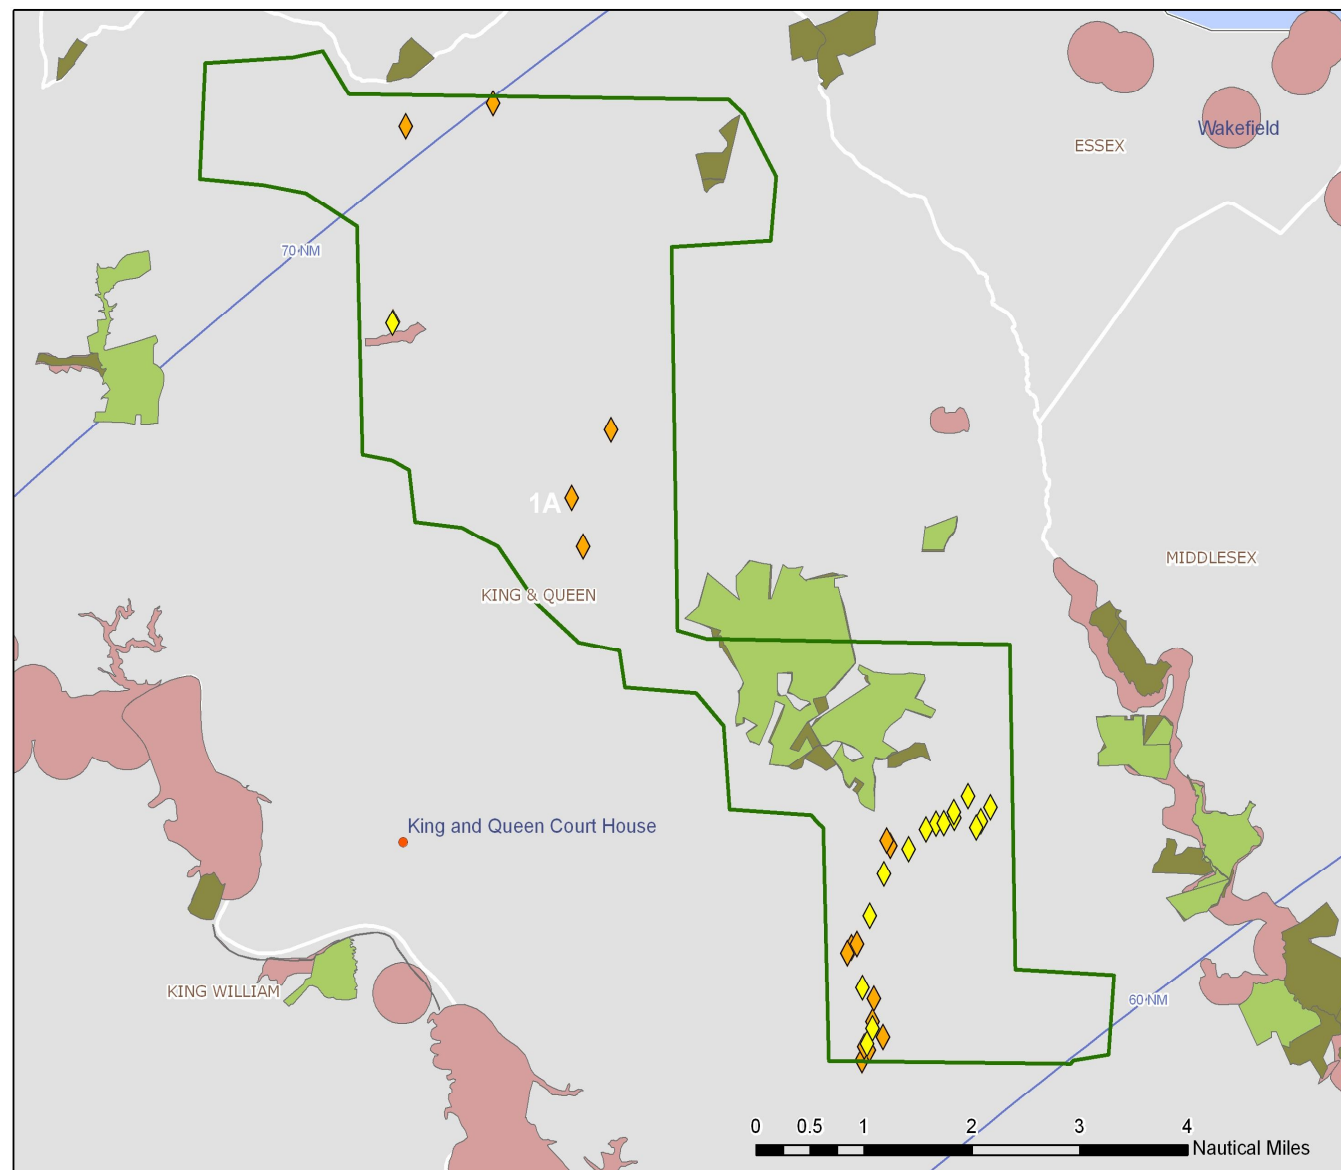 ESSEX
Wakefield
70 NM
1A
MIDDLESEX
KING & QUEEN
King and Queen Court House
KING WILLIAM
60 NM
0 0.5 1 2 3 4
Nautical Miles